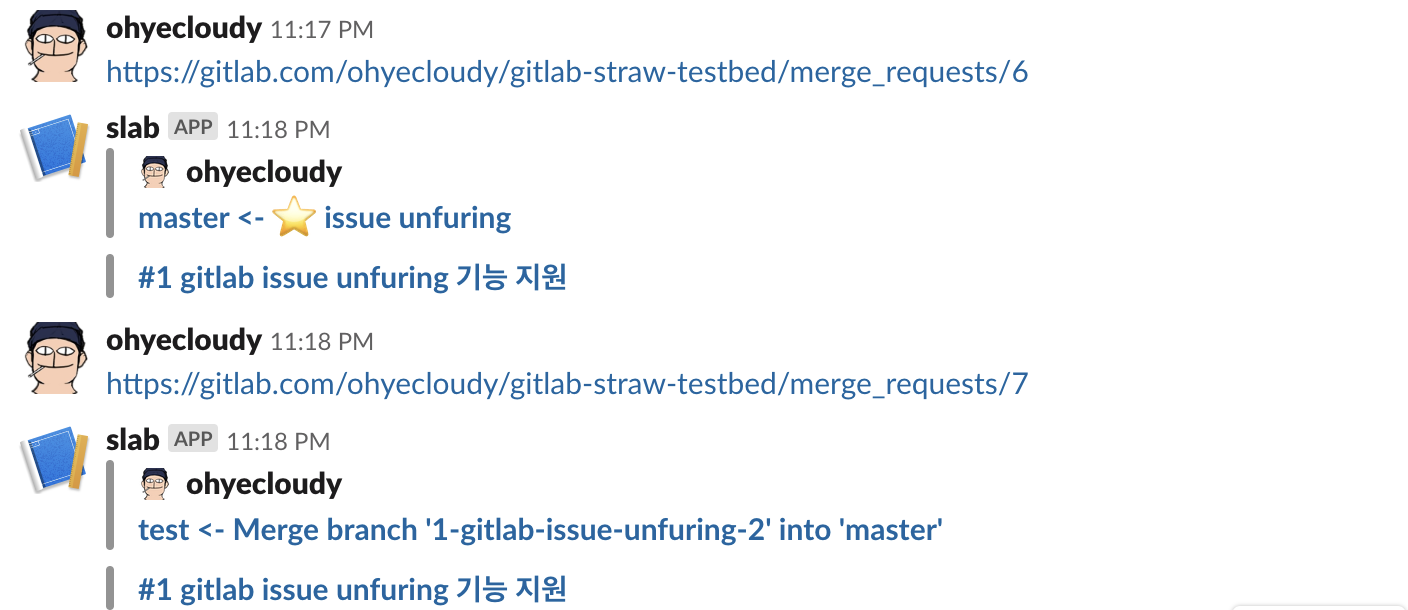 ohyecloudy 11:17 PM
https://gitlab.com/ohyecloudy/gitlab-straw-testbed/merge_requests/6
slab APP 11:18 PM
ohyecloudy
master <- ⭐ issue unfuring
#1 gitlab issue unfuring 기능 지원
ohyecloudy 11:18 PM
https://gitlab.com/ohyecloudy/gitlab-straw-testbed/merge_requests/7
slab APP 11:18 PM
ohyecloudy
test <- Merge branch '1-gitlab-issue-unfuring-2' into 'master'
#1 gitlab issue unfuring 기능 지원